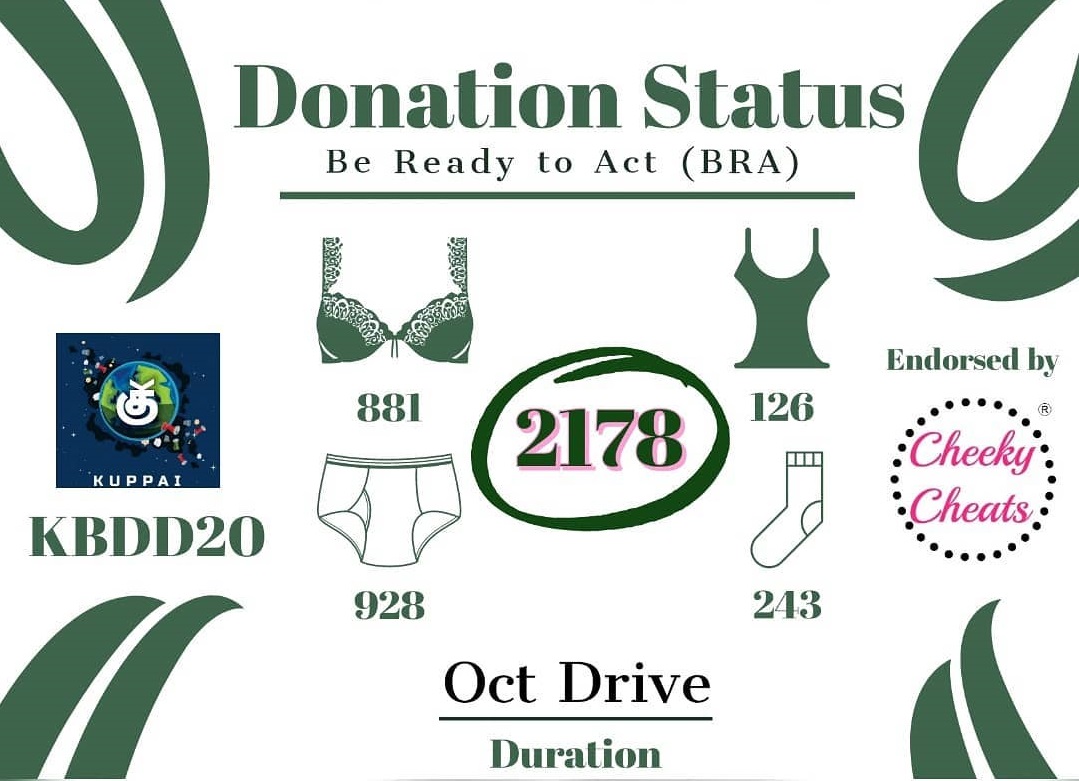 Donation Status
Be Ready to Act (BRA)
881
126
2178
Endorsed by
Cheeky
Cheats
®
KUPPAI
KBDD20
928
243
Oct Drive
Duration